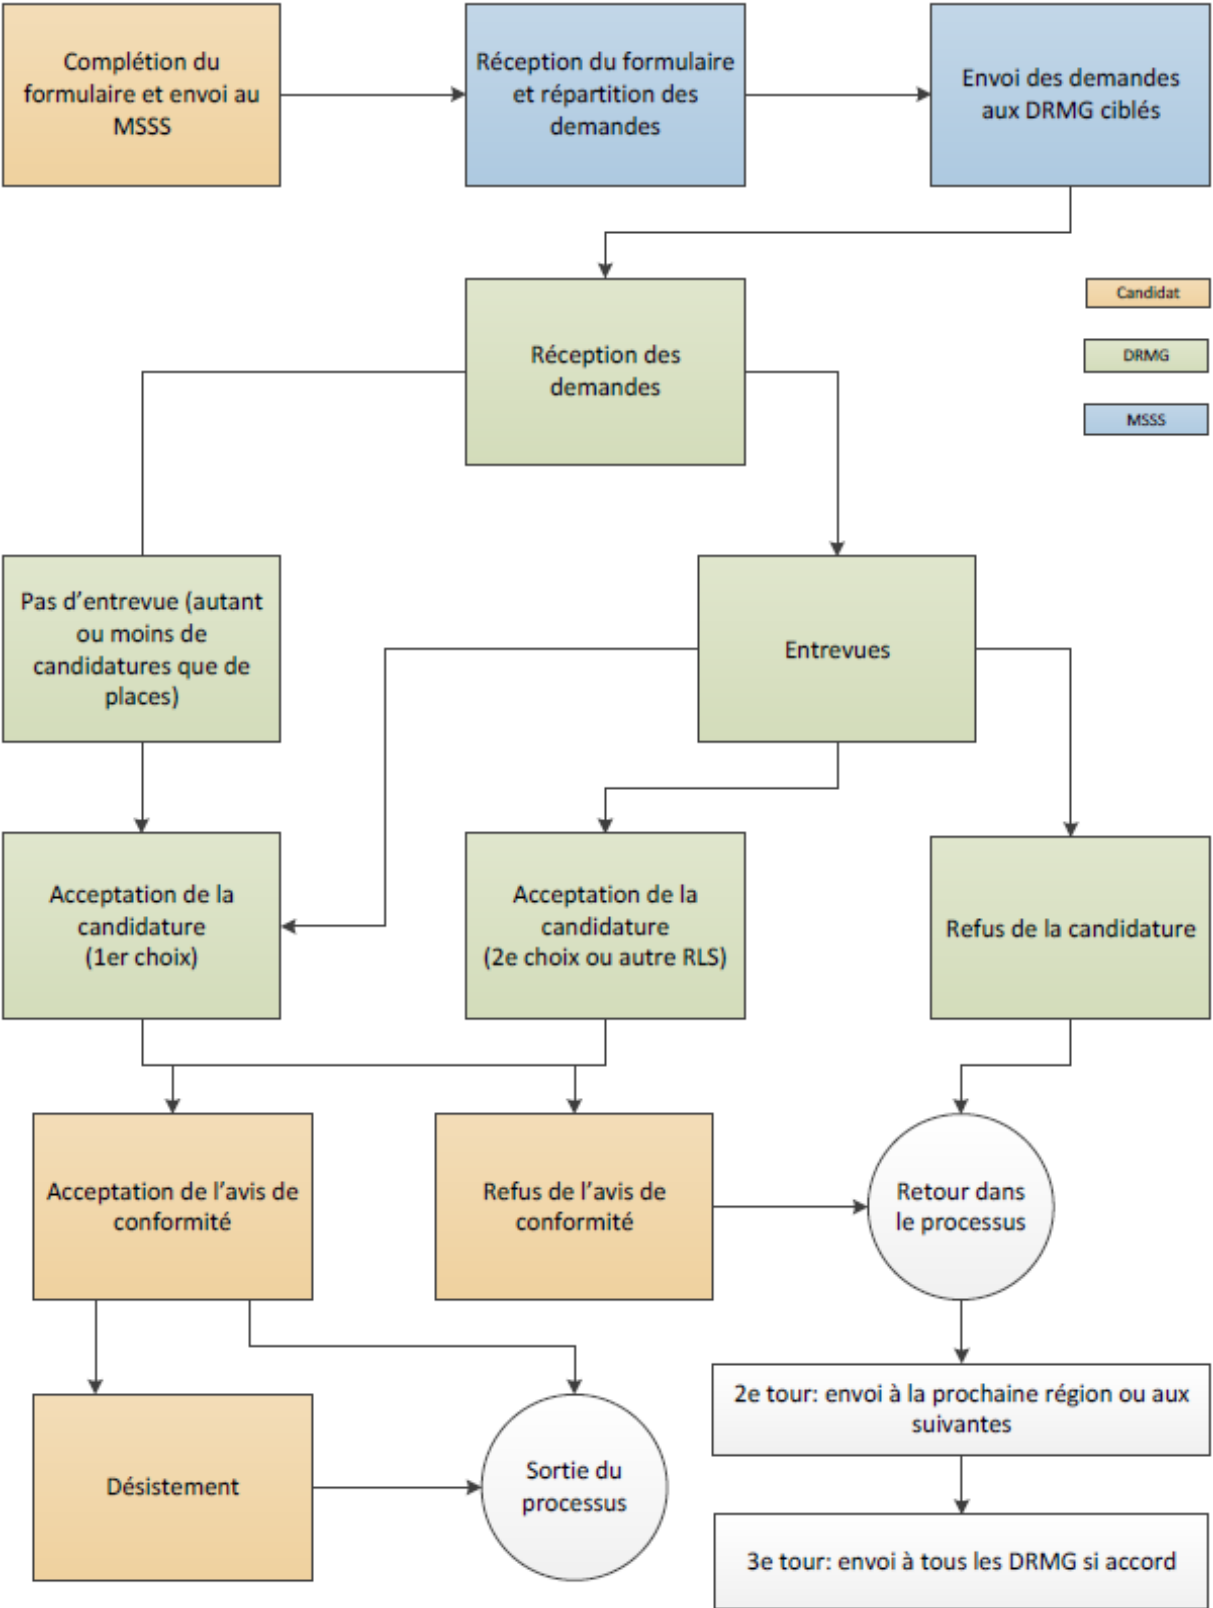 Complétion du
formulaire et envoi au
MSSS
Réception du formulaire
et répartition des
demandes
Envoi des demandes
aux DRMG ciblés
Candidat
DRMG
MSSS
Réception des
demandes
Pas d'entrevue (autant
ou moins de
candidatures que de
places)
Entrevues
Acceptation de la
candidature
(1er choix)
Acceptation de la
candidature
(2e choix ou autre RLS)
Refus de la candidature
Acceptation de l'avis de
conformité
Refus de l'avis de
conformité
Retour dans
le processus
2e tour: envoi à la prochaine région ou aux
suivantes
Désistement
Sortie du
processus
3e tour: envoi à tous les DRMG si accord